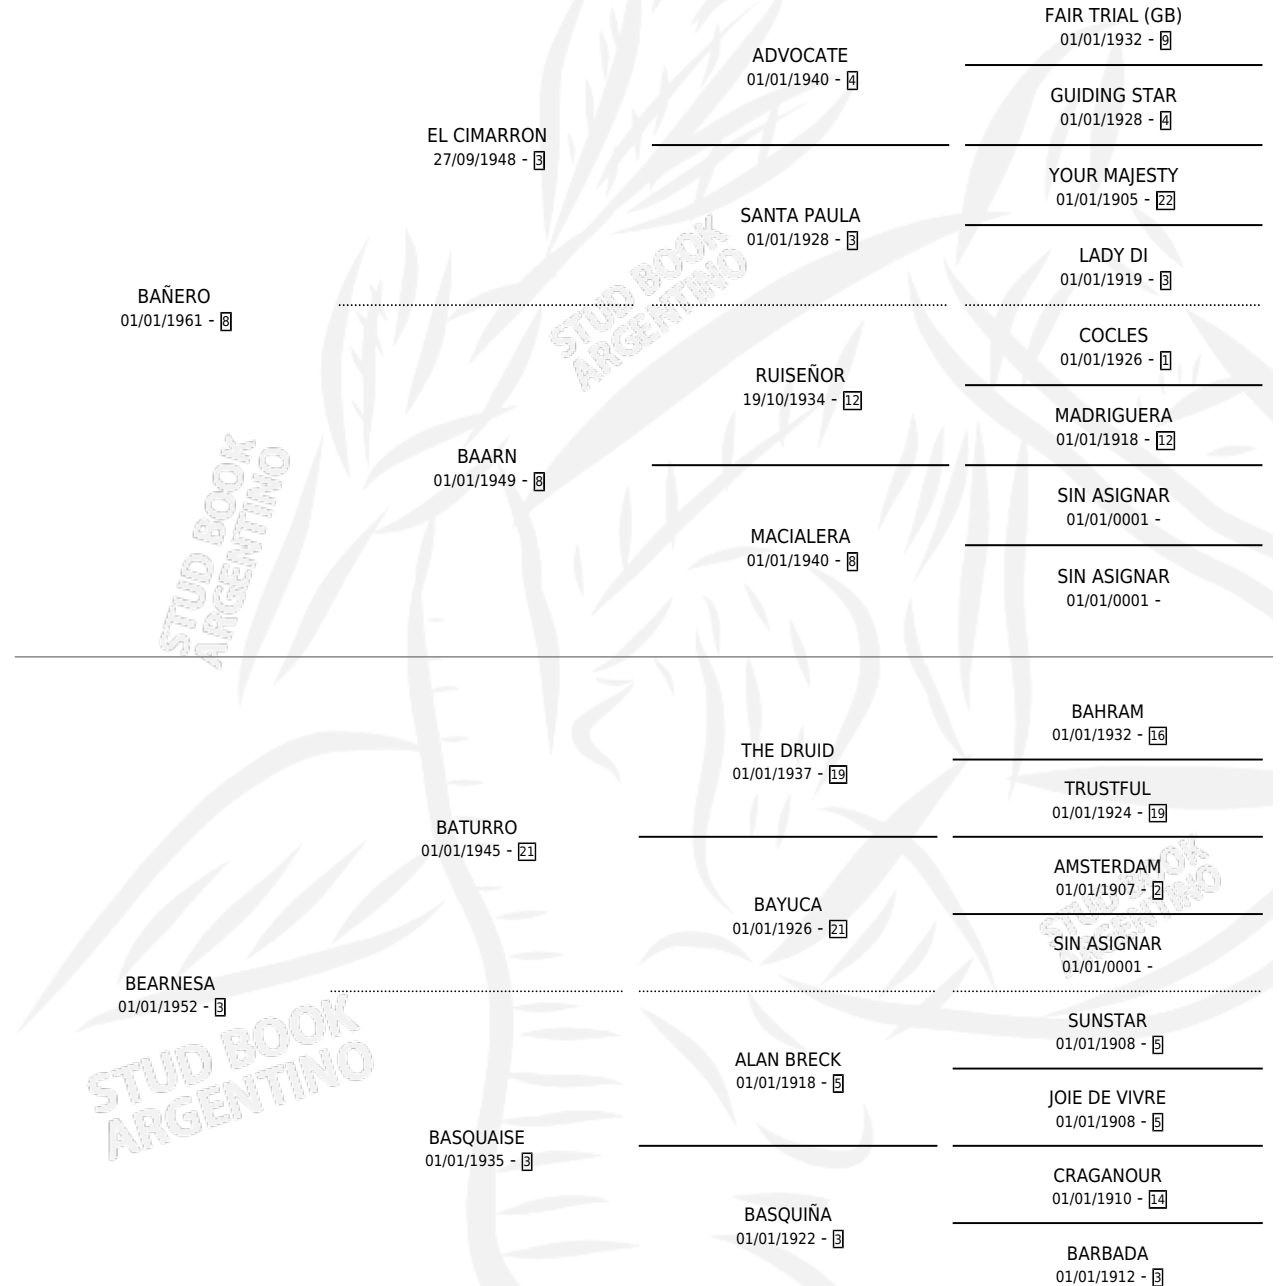 FAIR TRIAL (GB)
01/01/1932 - 9
ADVOCATE
01/01/1940 - 4
GUIDING STAR
01/01/1928 - 4
EL CIMARRON
27/09/1948 - 3
YOUR MAJESTY
01/01/1905 - 22
SANTA PAULA
01/01/1928 - 3
LADY DI
01/01/1919 - 3
BAÑERO
01/01/1961 - 8
COCLES
01/01/1926 - 1
RUISEÑOR
19/10/1934 - 12
MADRIGUERA
01/01/1918 - 12
BAARN
01/01/1949 - 8
SIN ASIGNAR
01/01/0001 -
MACIALERA
01/01/1940 - 8
SIN ASIGNAR
01/01/0001 -
BAHRAM
01/01/1932 - 16
THE DRUID
01/01/1937 - 19
TRUSTFUL
01/01/1924 - 19
BATURRO
01/01/1945 - 21
AMSTERDAM
01/01/1907 - 2
BAYUCA
01/01/1926 - 21
SIN ASIGNAR
01/01/0001 -
BEARNESA
01/01/1952 - 3
SUNSTAR
01/01/1908 - 5
ALAN BRECK
01/01/1918 - 5
JOIE DE VIVRE
01/01/1908 - 5
BASQUAISE
01/01/1935 - 3
CRAGANOUR
01/01/1910 - 14
BASQUIÑA
01/01/1922 - 3
BARBADA
01/01/1912 - 3
STUD BOOK
ARGENTINO
STUD BOOK
ARGENTINO
STUD BOOK
ARGENTINO
STUD BOOK
ARGENTINO